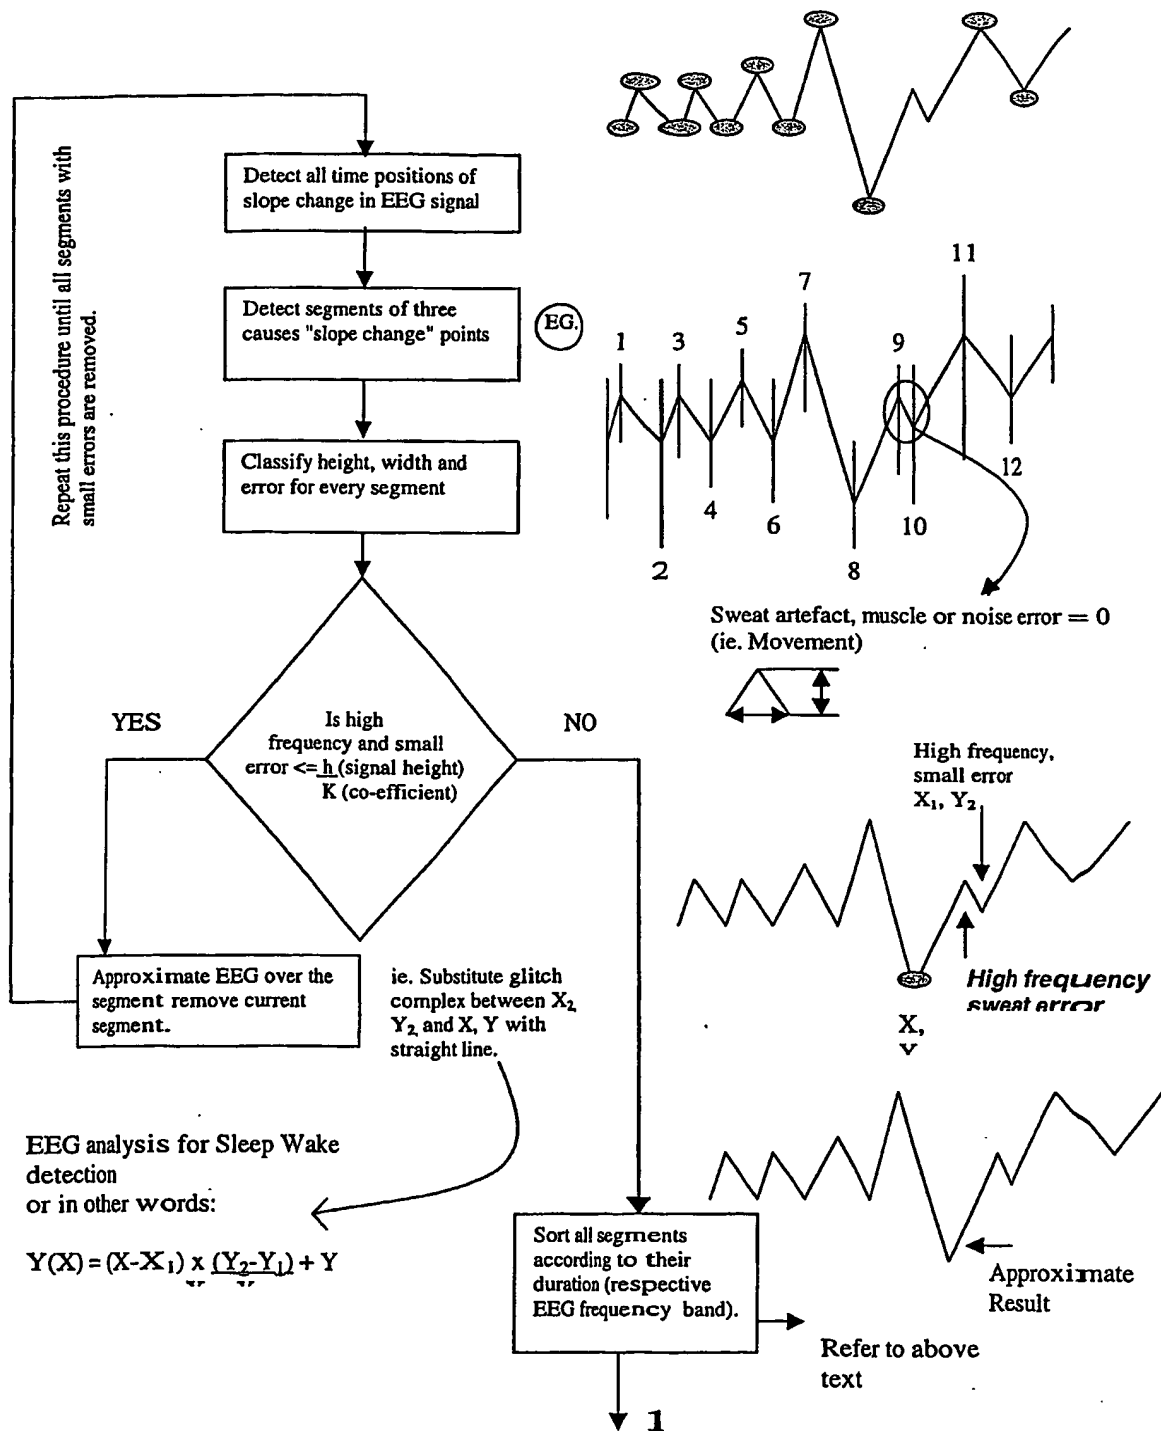 Repeat this procedure until all segments with
small errors are removed.
Detect all time positions of
slope change in EEG signal
Detect segments of three
causes "slope change" points
EG.
Classify height, width and
error for every segment
1
2
3
4
5
6
7
8
9
10
11
12
Sweat artefact, muscle or noise error = 0
(ie. Movement)
YES
Is high
frequency and small
error <= h (signal height)
K (co-efficient)
NO
High frequency,
small error
X₁, Y₂
High frequency
sweat error
X,
Approximate EEG over the
segment remove current
segment.
ie. Substitute glitch
complex between X₂
Y₂ and X, Y with
straight line.
EEG analysis for Sleep Wake
detection
or in other words:
Y(X) = (X-X₁) x (Y₂-Y₁) + Y
Sort all segments
according to their
duration (respective
EEG frequency band).
Approximate
Result
Refer to above
text
1